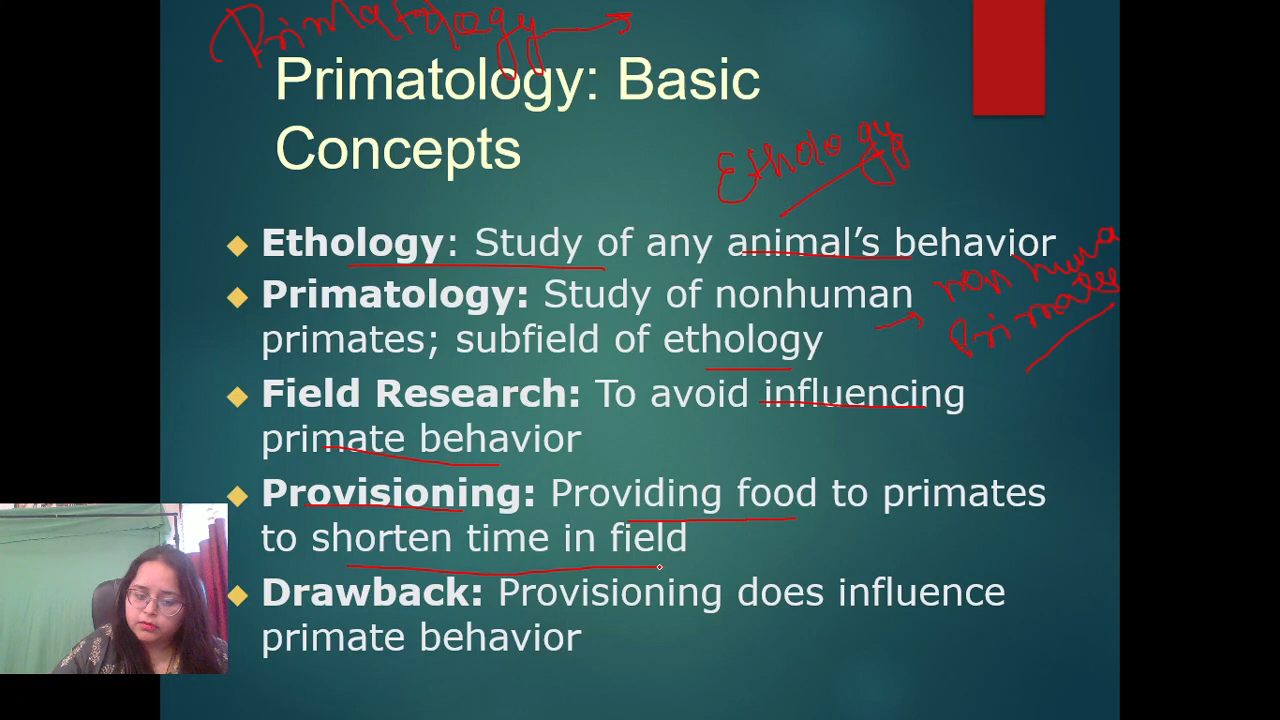 Primatology
Primatology: Basic
Concepts
Ethology
Ethology: Study of any animal's behavior
Primatology: Study of nonhuman
primates; subfield of ethology
non human
Primates
Field Research: To avoid influencing
primate behavior
Provisioning: Providing food to primates
to shorten time in field
Drawback: Provisioning does influence
primate behavior